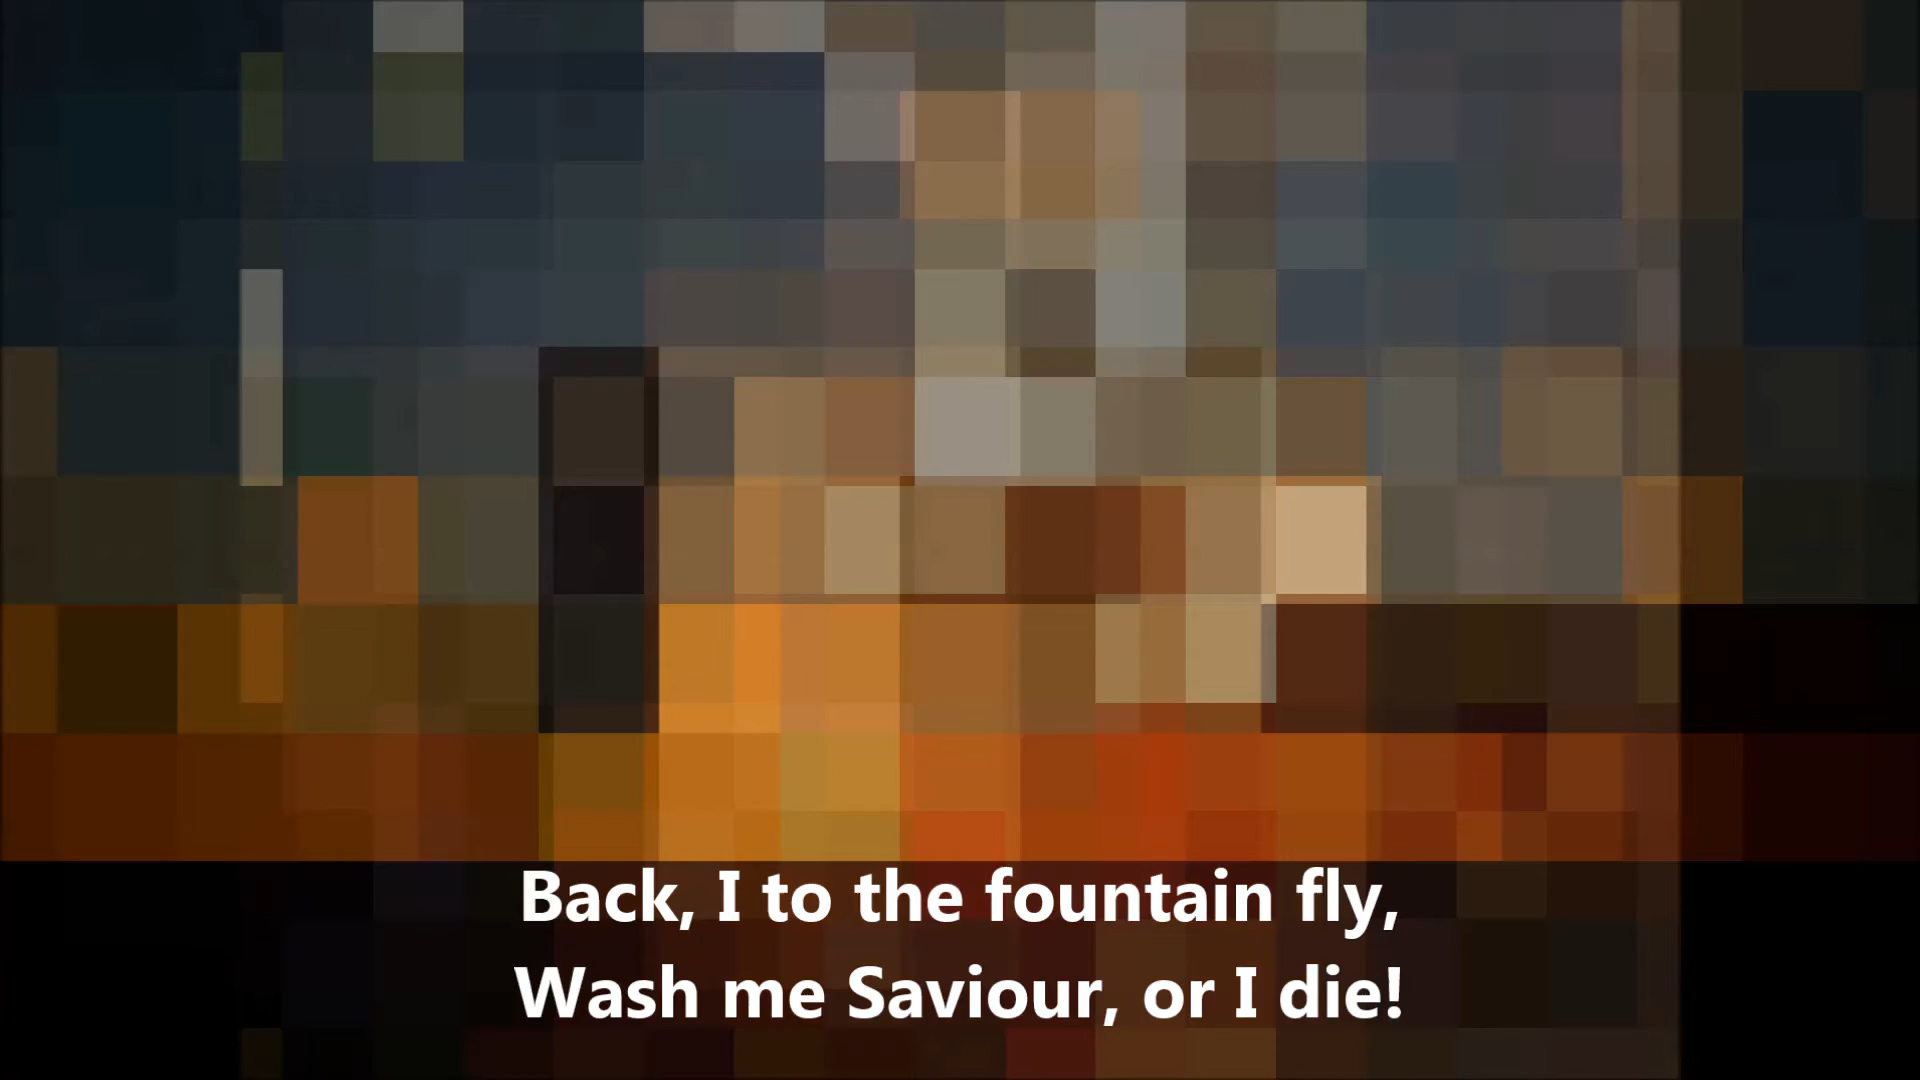 Back, I to the fountain fly,
Wash me Saviour, or I die!